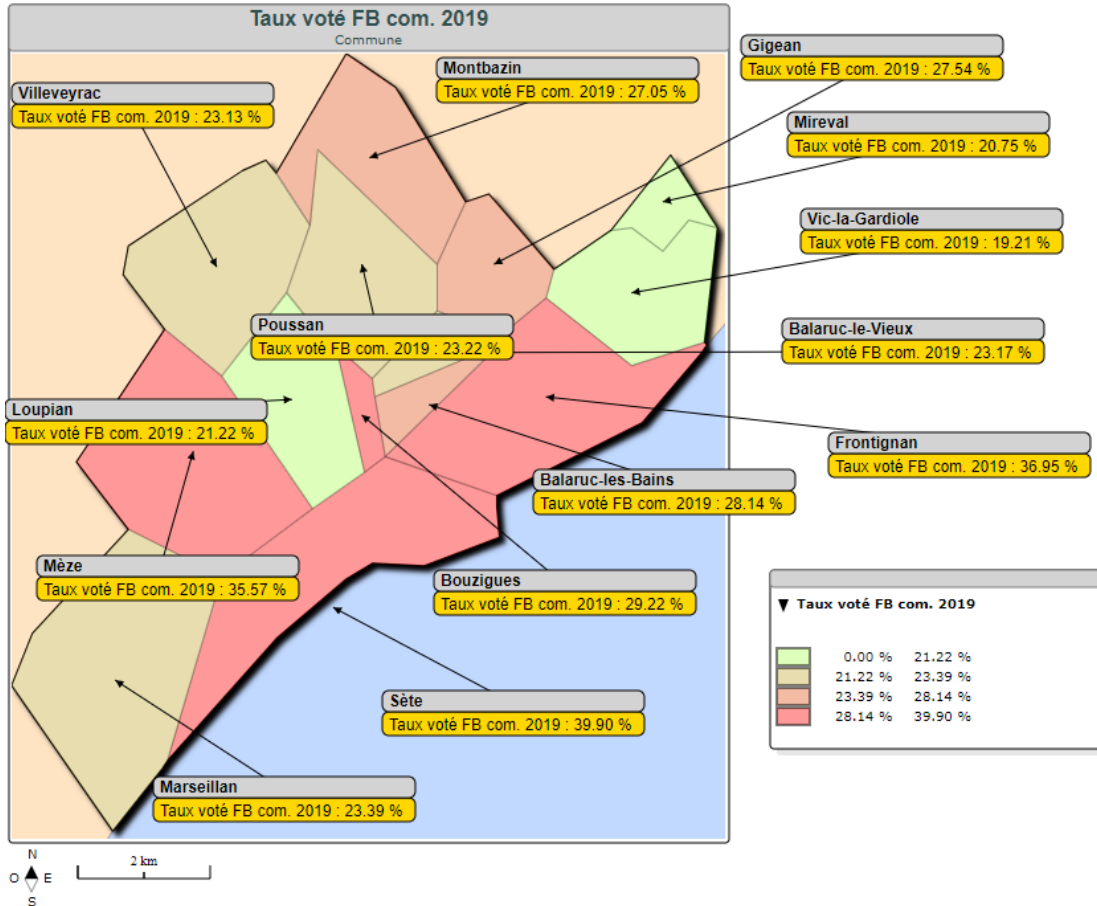 Taux voté FB com. 2019
Commune
Gigean
Taux voté FB com. 2019 : 27.54 %
Montbazin
Taux voté FB com. 2019 : 27.05 %
Villeveyrac
Taux voté FB com. 2019 : 23.13 %
Mireval
Taux voté FB com. 2019 : 20.75 %
Vic-la-Gardiole
Taux voté FB com. 2019 : 19.21 %
Poussan
Taux voté FB com. 2019 : 23.22 %
Balaruc-le-Vieux
Taux voté FB com. 2019 : 23.17 %
Loupian
Taux voté FB com. 2019 : 21.22 %
Frontignan
Taux voté FB com. 2019 : 36.95 %
Balaruc-les-Bains
Taux voté FB com. 2019 : 28.14 %
Mèze
Taux voté FB com. 2019 : 35.57 %
Bouzigues
Taux voté FB com. 2019 : 29.22 %
Sète
Taux voté FB com. 2019 : 39.90 %
Marseillan
Taux voté FB com. 2019 : 23.39 %
▼ Taux voté FB com. 2019
0.00 % 21.22 %
21.22 % 23.39 %
23.39 % 28.14 %
28.14 % 39.90 %
N
O E
S
2 km